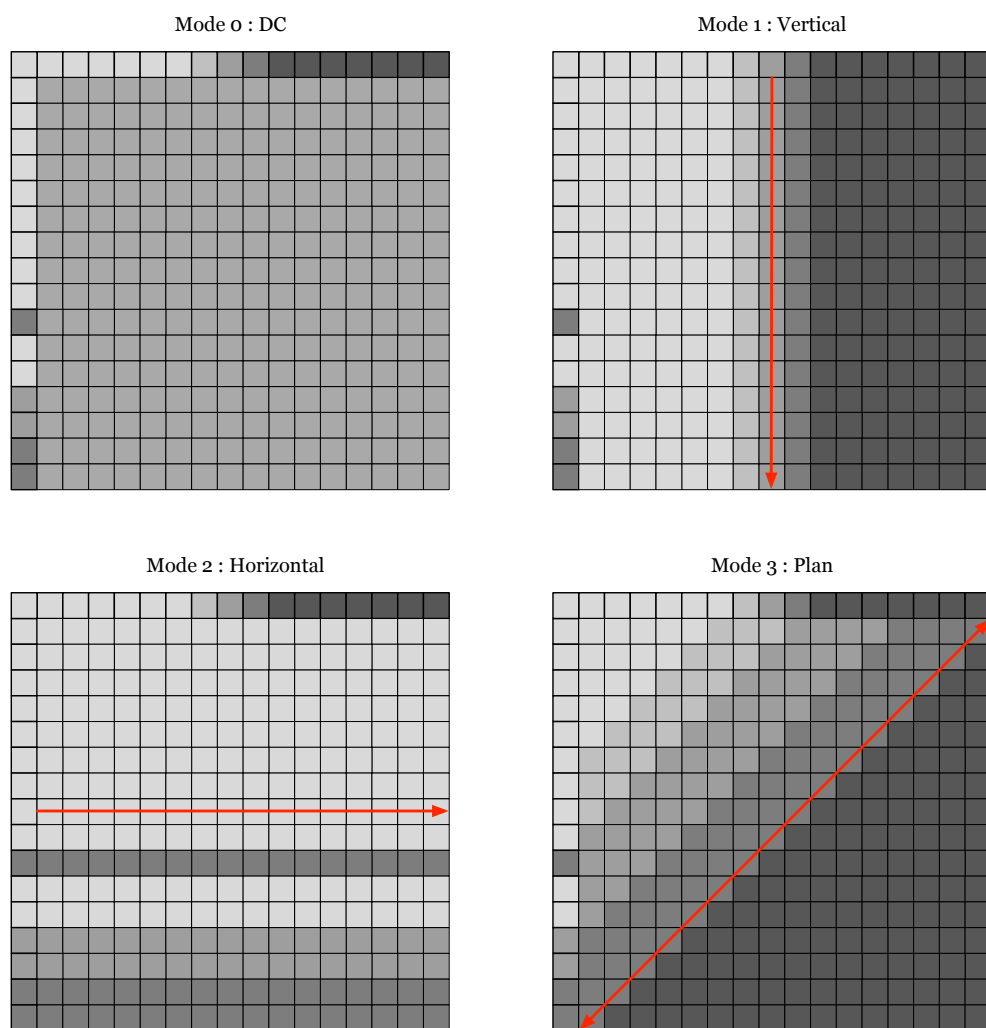 Mode 0 : DC
Mode 1 : Vertical
Mode 2 : Horizontal
Mode 3 : Plan